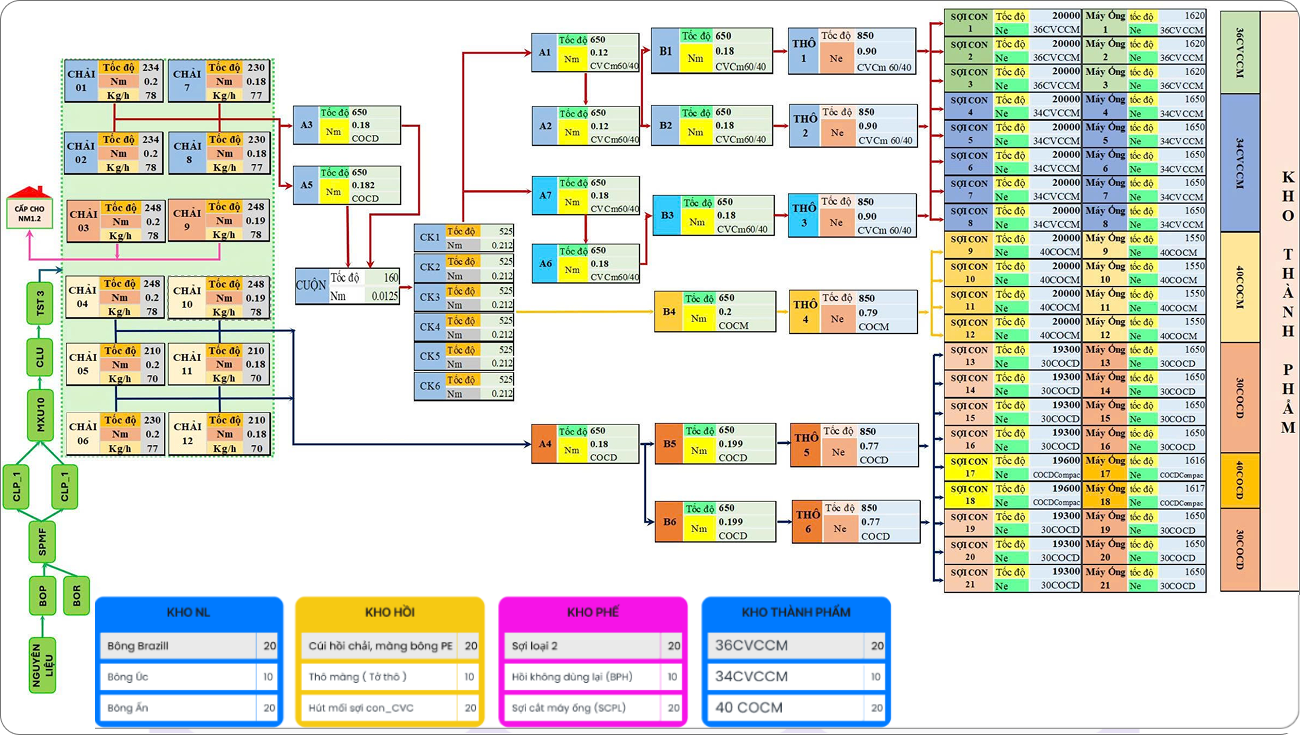 CẤP CHO
NM1.2
TST 3
CLU
MXU10
CLP_1
CLP_1
SPMF
BOP
BOR
NGUYÊN
LIỆU
CHẢI
01
Tốc độ 234
Nm 0.2
Kg/h 78
CHẢI
7
Tốc độ 230
Nm 0.18
Kg/h 77
CHẢI
02
Tốc độ 234
Nm 0.2
Kg/h 78
CHẢI
8
Tốc độ 230
Nm 0.18
Kg/h 77
CHẢI
03
Tốc độ 248
Nm 0.2
Kg/h 78
CHẢI
9
Tốc độ 248
Nm 0.19
Kg/h 78
CHẢI
04
Tốc độ 248
Nm 0.2
Kg/h 78
CHẢI
10
Tốc độ 248
Nm 0.19
Kg/h 78
CHẢI
05
Tốc độ 210
Nm 0.2
Kg/h 70
CHẢI
11
Tốc độ 210
Nm 0.18
Kg/h 70
CHẢI
06
Tốc độ 230
Nm 0.2
Kg/h 77
CHẢI
12
Tốc độ 210
Nm 0.18
Kg/h 70
A3
Tốc độ 650
Nm 0.18
COCD
A5
Tốc độ 650
Nm 0.182
COCD
CUỘN
Tốc độ 160
Nm 0.0125
CK1
Tốc độ 525
Nm 0.212
CK2
Tốc độ 525
Nm 0.212
CK3
Tốc độ 525
Nm 0.212
CK4
Tốc độ 525
Nm 0.212
CK5
Tốc độ 525
Nm 0.212
CK6
Tốc độ 525
Nm 0.212
A1
Tốc độ 650
Nm 0.12
CVCm60/40
A2
Tốc độ 650
Nm 0.12
CVCm60/40
A7
Tốc độ 650
Nm 0.18
CVCm60/40
A6
Tốc độ 650
Nm 0.18
CVCm60/40
A4
Tốc độ 650
Nm 0.18
COCD
B1
Tốc độ 650
Nm 0.18
CVCm60/40
B2
Tốc độ 650
Nm 0.18
CVCm60/40
B3
Tốc độ 650
Nm 0.18
CVCm60/40
B4
Tốc độ 650
Nm 0.2
COCM
B5
Tốc độ 650
Nm 0.199
COCD
B6
Tốc độ 650
Nm 0.199
COCD
THÔ
1
Tốc độ 850
Ne 0.90
CVCm 60/40
THÔ
2
Tốc độ 850
Ne 0.90
CVCm 60/40
THÔ
3
Tốc độ 850
Ne 0.90
CVCm 60/40
THÔ
4
Tốc độ 850
Ne 0.79
COCM
THÔ
5
Tốc độ 850
Ne 0.77
COCD
THÔ
6
Tốc độ 850
Ne 0.77
COCD
SỢI CON Tốc độ 20000 Máy Ống tốc độ 1620
1 Ne 36CVCCM 1 Ne 36CVCCM
SỢI CON Tốc độ 20000 Máy Ống tốc độ 1620
2 Ne 36CVCCM 2 Ne 36CVCCM
SỢI CON Tốc độ 20000 Máy Ống tốc độ 1620
3 Ne 36CVCCM 3 Ne 36CVCCM
SỢI CON Tốc độ 20000 Máy Ống tốc độ 1650
4 Ne 34CVCCM 4 Ne 34CVCCM
SỢI CON Tốc độ 20000 Máy Ống tốc độ 1650
5 Ne 34CVCCM 5 Ne 34CVCCM
SỢI CON Tốc độ 20000 Máy Ống tốc độ 1650
6 Ne 34CVCCM 6 Ne 34CVCCM
SỢI CON Tốc độ 20000 Máy Ống tốc độ 1650
7 Ne 34CVCCM 7 Ne 34CVCCM
SỢI CON Tốc độ 20000 Máy Ống tốc độ 1650
8 Ne 34CVCCM 8 Ne 34CVCCM
SỢI CON Tốc độ 20000 Máy Ống tốc độ 1550
9 Ne 40COCM 9 Ne 40COCM
SỢI CON Tốc độ 20000 Máy Ống tốc độ 1550
10 Ne 40COCM 10 Ne 40COCM
SỢI CON Tốc độ 20000 Máy Ống tốc độ 1550
11 Ne 40COCM 11 Ne 40COCM
SỢI CON Tốc độ 20000 Máy Ống tốc độ 1550
12 Ne 40COCM 12 Ne 40COCM
SỢI CON Tốc độ 19300 Máy Ống tốc độ 1650
13 Ne 30COCD 13 Ne 30COCD
SỢI CON Tốc độ 19300 Máy Ống tốc độ 1650
14 Ne 30COCD 14 Ne 30COCD
SỢI CON Tốc độ 19300 Máy Ống tốc độ 1650
15 Ne 30COCD 15 Ne 30COCD
SỢI CON Tốc độ 19300 Máy Ống tốc độ 1650
16 Ne 30COCD 16 Ne 30COCD
SỢI CON Tốc độ 19600 Máy Ống tốc độ 1616
17 Ne COCDCompac 17 Ne COCDCompac
SỢI CON Tốc độ 19600 Máy Ống tốc độ 1617
18 Ne COCDCompac 18 Ne COCDCompac
SỢI CON Tốc độ 19300 Máy Ống tốc độ 1650
19 Ne 30COCD 19 Ne 30COCD
SỢI CON Tốc độ 19300 Máy Ống tốc độ 1650
20 Ne 30COCD 20 Ne 30COCD
SỢI CON Tốc độ 19300 Máy Ống tốc độ 1650
21 Ne 30COCD 21 Ne 30COCD
36CVCCM
34CVCCM
40COCM
30COCD
40COCD
30COCD
KHO THÀNH PHẨM
KHO NL
Bông Brazill 20
Bông Úc 10
Bông Ấn 20
KHO HỒI
Cúi hồi chải, màng bông PE 20
Thô màng ( Tở thô ) 10
Hút mối sợi con_CVC 20
KHO PHẾ
Sợi loại 2 20
Hồi không dùng lại (BPH) 10
Sợi cắt máy ống (SCPL) 20
KHO THÀNH PHẨM
36CVCCM 20
34CVCCM 10
40 COCM 20